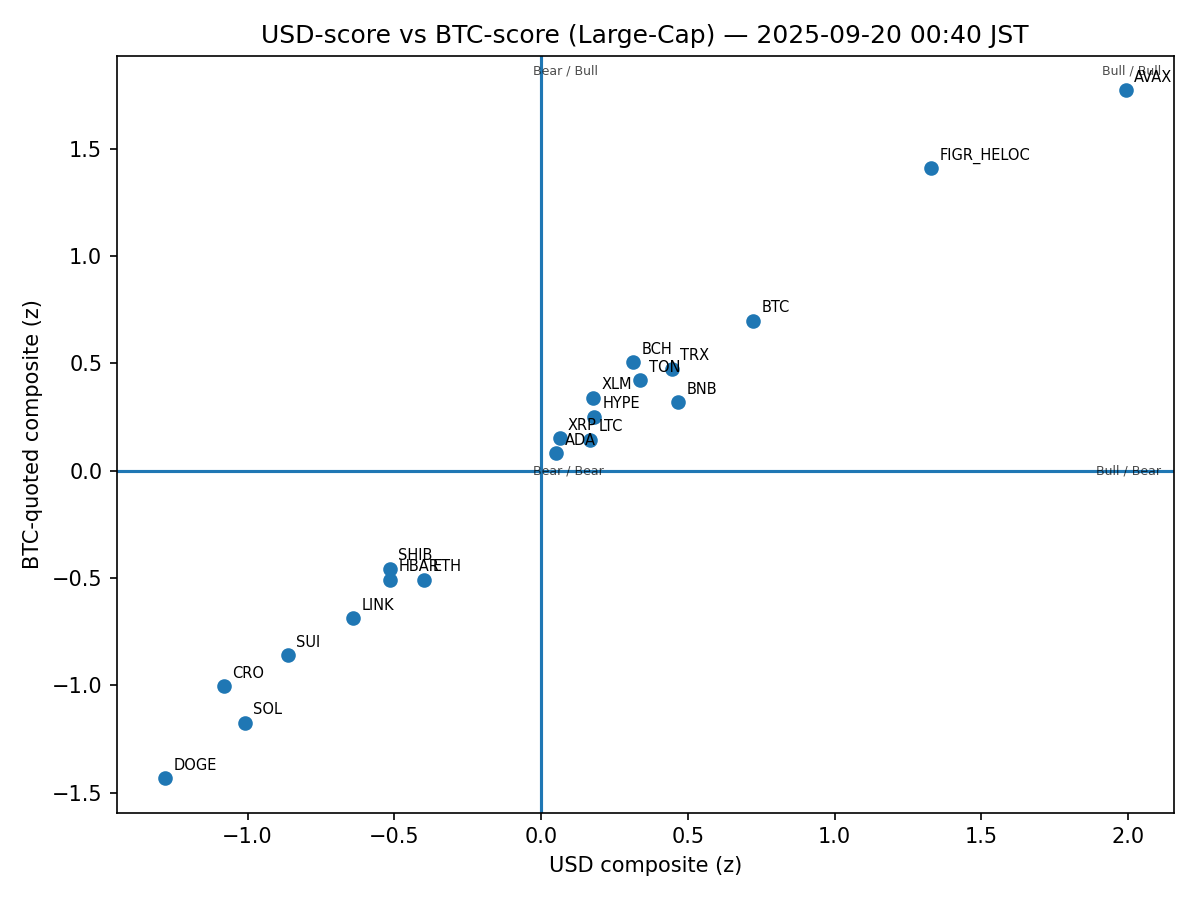 USD-score vs BTC-score (Large-Cap) — 2025-09-20 00:40 JST
Bear / Bull
Bull / Bull
AVAX
FIGR_HELOC
BTC
BCH
TRX
TON
XLM
BNB
HYPE
XRP
LTC
ADA
Bear / Bear
Bull / Bear
SHIB
HBAR
ETH
LINK
SUI
CRO
SOL
DOGE
1.5
1.0
0.5
0.0
−0.5
−1.0
−1.5
BTC-quoted composite (z)
−1.0
−0.5
0.0
0.5
1.0
1.5
2.0
USD composite (z)